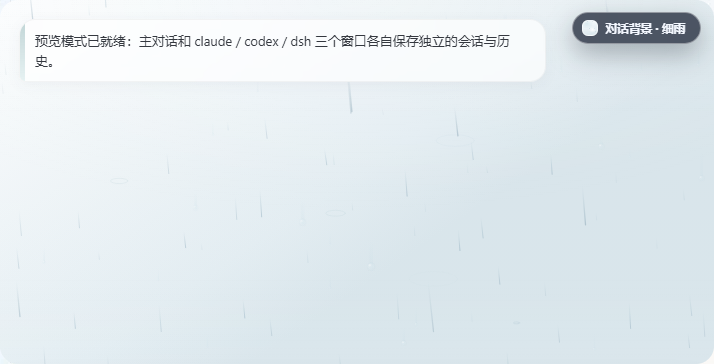 预览模式已就绪：主对话和 claude / codex / dsh 三个窗口各自保存独立的会话与历
史。
对话背景 · 细雨